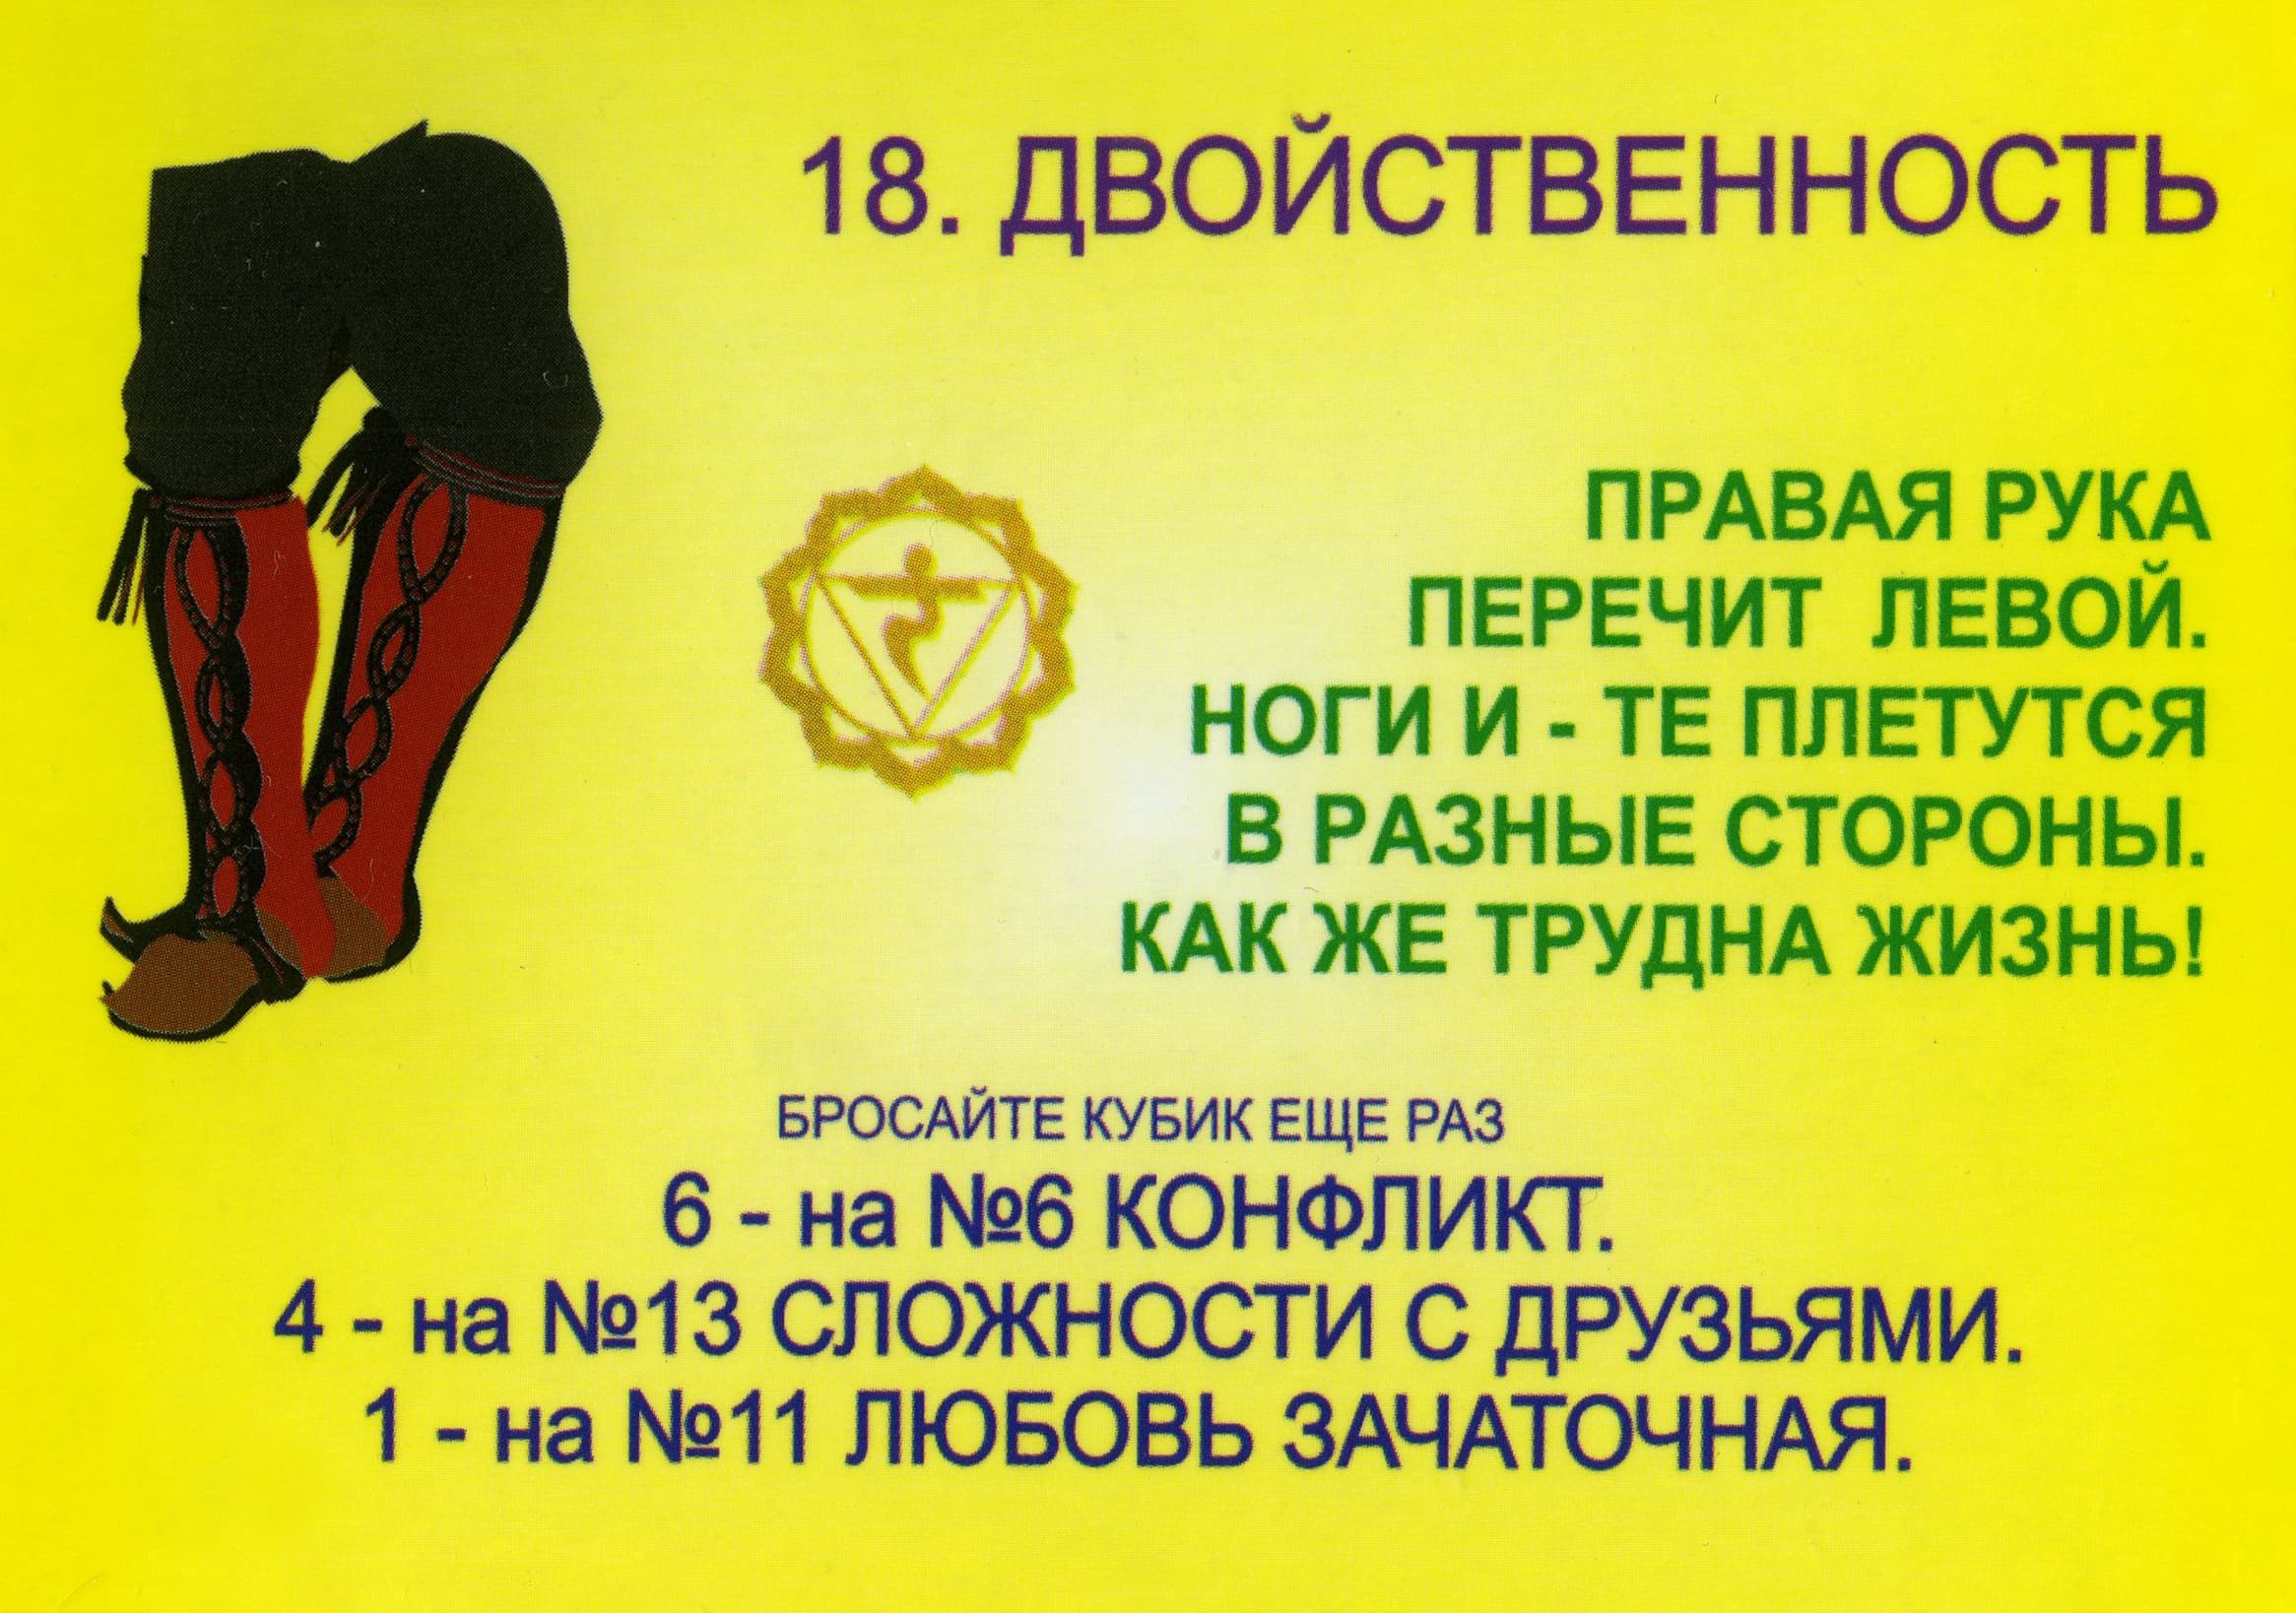 18. ДВОЙСТВЕННОСТЬ
ПРАВАЯ РУКА
ПЕРЕЧИТ ЛЕВОЙ.
НОГИ И - ТЕ ПЛЕТУТСЯ
В РАЗНЫЕ СТОРОНЫ.
КАК ЖЕ ТРУДНА ЖИЗНЬ!
БРОСАЙТЕ КУБИК ЕЩЕ РАЗ
6 - на №6 КОНФЛИКТ.
4 - на №13 СЛОЖНОСТИ С ДРУЗЬЯМИ.
1 - на №11 ЛЮБОВЬ ЗАЧАТОЧНАЯ.